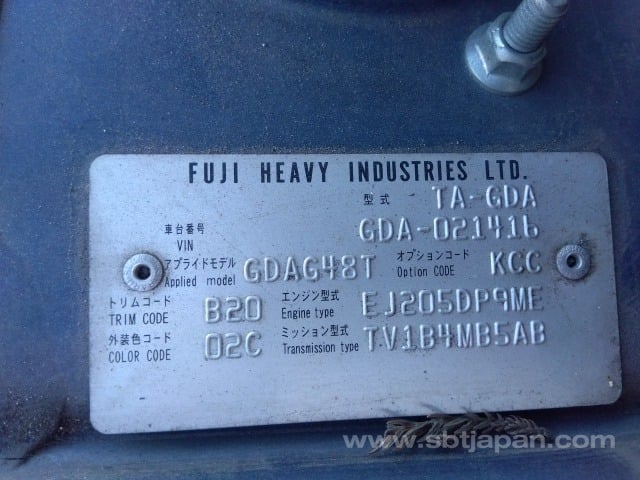 FUJI HEAVY INDUSTRIES LTD.
型式 TA-GDA
車台番号 VIN GDA-021416
アプライドモデル Applied model GDAG48T オプションコード Option CODE KCC
トリムコード TRIM CODE B20 エンジン型式 Engine type EJ205DP9ME
外装色コード COLOR CODE 02C ミッション型式 Transmission type TV1B4MB5AB
www.sbtjapan.com